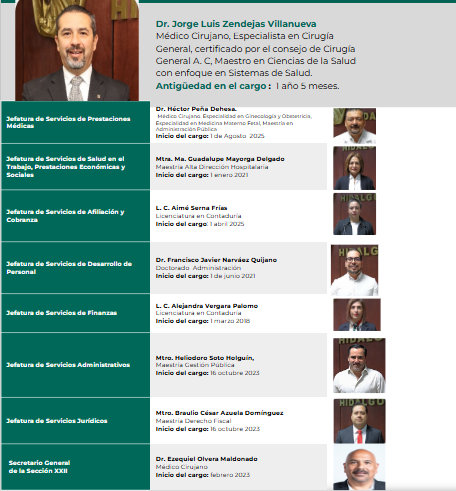 Dr. Jorge Luis Zendejas Villanueva
Médico Cirujano, Especialista en Cirugía
General, certificado por el consejo de Cirugía
General A. C, Maestro en Ciencias de la Salud
con enfoque en Sistemas de Salud.
Antigüedad en el cargo : 1 año 5 meses.
Jefatura de Servicios de Prestaciones
Médicas
Dr. Héctor Peña Dehesa.
Médico Cirujano. Especialidad en Ginecología y Obstetricia,
Especialidad en Medicina Materno Fetal, Maestría en
Administración Pública
Inicio del cargo: 1 de Agosto 2025
Jefatura de Servicios de Salud en el
Trabajo, Prestaciones Económicas y
Sociales
Mtra. Ma. Guadalupe Mayorga Delgado
Maestría Alta Dirección Hospitalaria
Inicio del cargo: 1 enero 2021
Jefatura de Servicios de Afiliación y
Cobranza
L. C. Aimé Serna Frías
Licenciatura en Contaduría
Inicio del cargo: 1 abril 2025
Jefatura de Servicios de Desarrollo de
Personal
Dr. Francisco Javier Narváez Quijano
Doctorado Administración
Inicio del cargo: 1 de junio 2021
HIDALG
Jefatura de Servicios de Finanzas
L. C. Alejandra Vergara Palomo
Licenciatura en Contaduría
Inicio del cargo: 1 marzo 2018
Jefatura de Servicios Administrativos
Mtro. Heliodoro Soto Holguín,
Maestría Gestión Pública
Inicio del cargo: 16 octubre 2023
Jefatura de Servicios Jurídicos
Mtro. Braulio César Azuela Domínguez
Maestría Derecho Fiscal
Inicio del cargo: 16 octubre 2023
HIDALGO
Secretario General
de la Sección XXII
Dr. Ezequiel Olvera Maldonado
Médico Cirujano
Inicio del cargo: febrero 2023